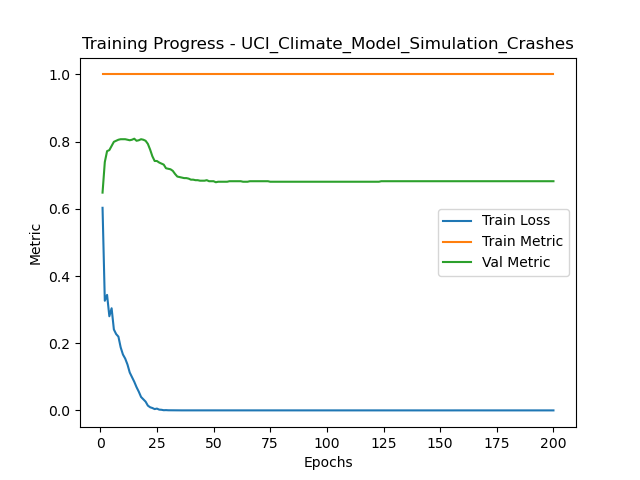 Training Progress - UCI_Climate_Model_Simulation_Crashes
1.0
0.8
0.6
0.4
0.2
0.0
Metric
Train Loss
Train Metric
Val Metric
0 25 50 75 100 125 150 175 200
Epochs